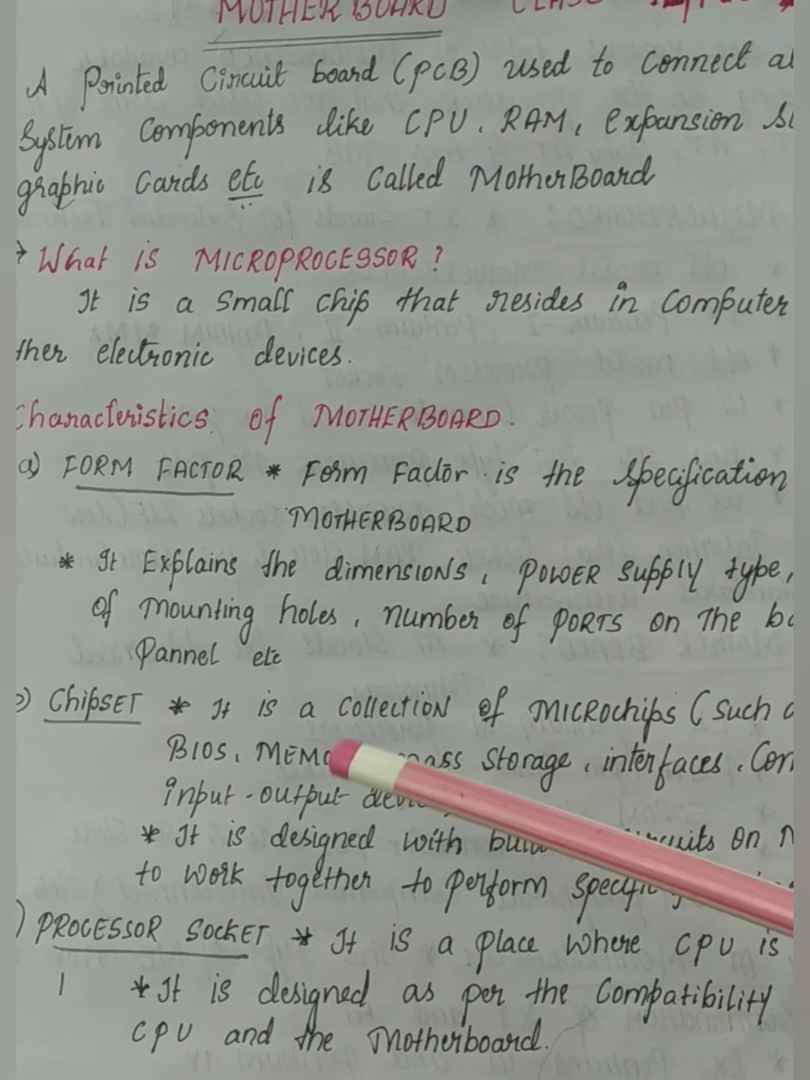 MOTHER BOARD CLASS
A Printed Circuit board (PCB) used to Connect
System Components like CPU, RAM, Expansion
graphic Cards etc is Called MotherBoard
→ What is MICROPROCESSOR?
It is a small chip that resides in Computer
ther electronic devices.
Characteristics of MOTHERBOARD.
a) FORM FACTOR * Form Factor is the Specification
MOTHERBOARD
* It Explains the dimensions, POWER Supply type,
of mounting holes, number of PORTS on The
Pannel etc
ChipsET * It is a Collection of MICROchips (Such
BIOS, MEM ass Storage, interfaces,
input-output
* It is designed with circuits On
to work together to perform
) PROCESSOR SOCKET * It is a place where CPU is
* It is designed as per the Compatibility
CPU and the Motherboard.